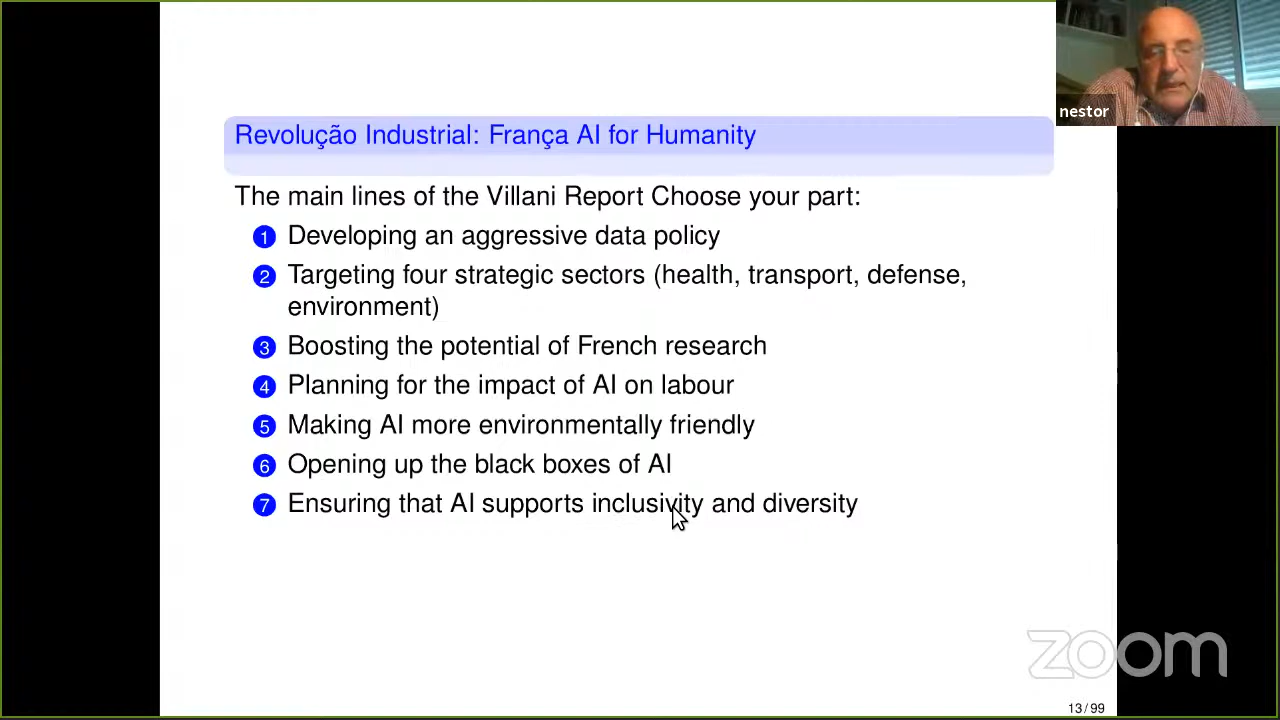 nestor
Revolução Industrial: França AI for Humanity
The main lines of the Villani Report Choose your part:
1 Developing an aggressive data policy
2 Targeting four strategic sectors (health, transport, defense,
environment)
3 Boosting the potential of French research
4 Planning for the impact of AI on labour
5 Making AI more environmentally friendly
6 Opening up the black boxes of AI
7 Ensuring that AI supports inclusivity and diversity
zoom
13/99